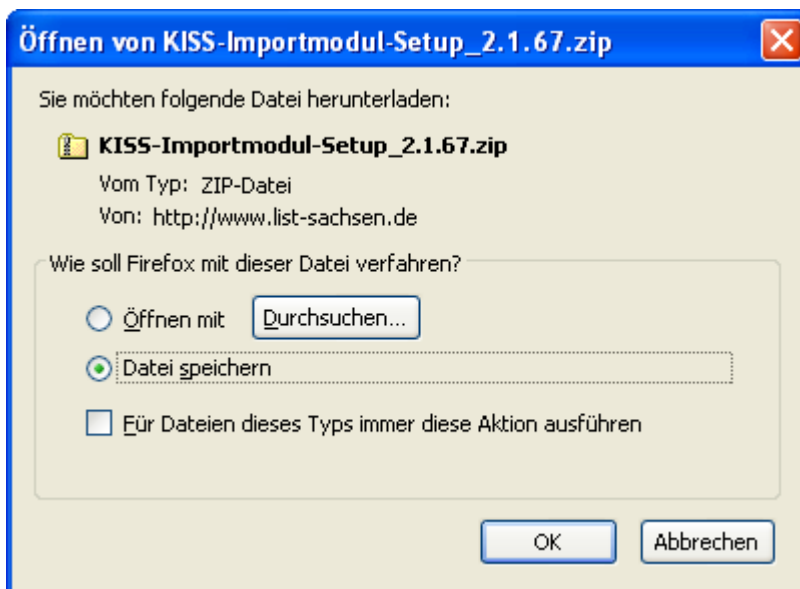 Öffnen von KISS-Importmodul-Setup_2.1.67.zip
Sie möchten folgende Datei herunterladen:
KISS-Importmodul-Setup_2.1.67.zip
Vom Typ: ZIP-Datei
Von: http://www.list-sachsen.de
Wie soll Firefox mit dieser Datei verfahren?
Öffnen mit Durchsuchen...
Datei speichern
Für Dateien dieses Typs immer diese Aktion ausführen
OK Abbrechen